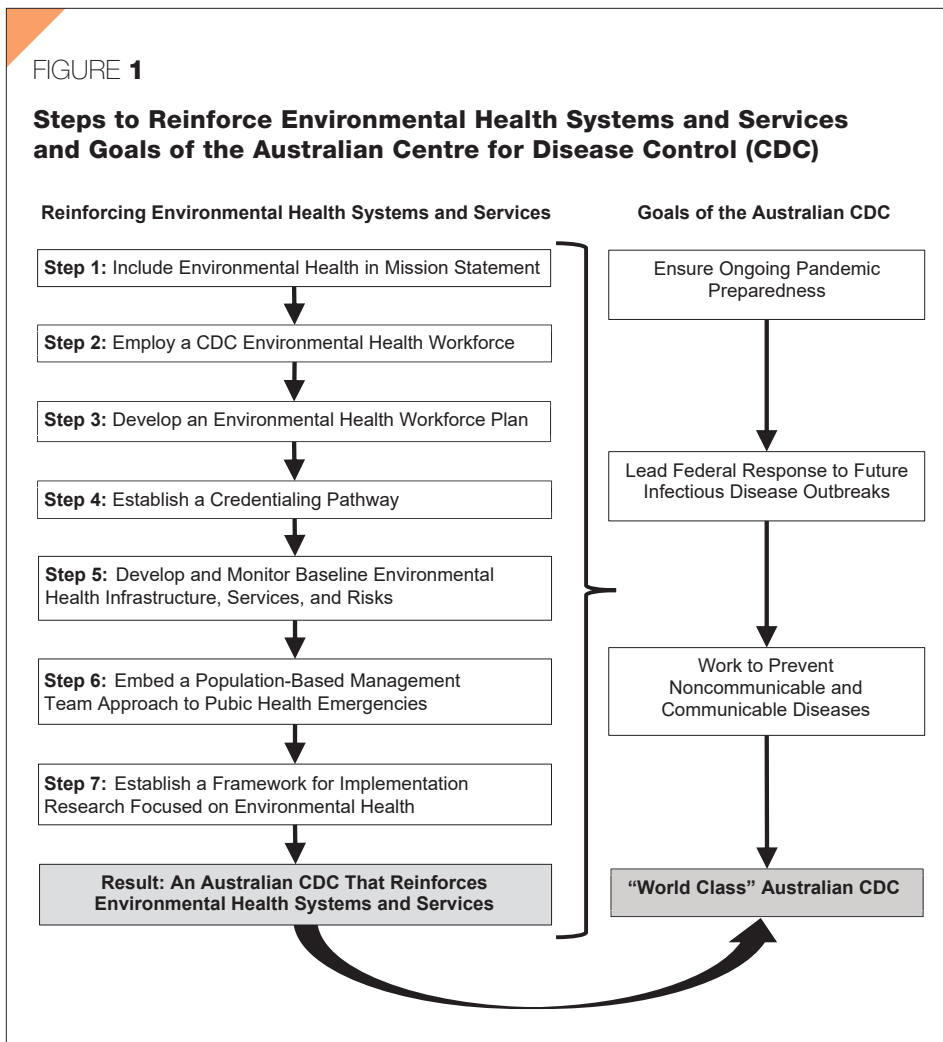 FIGURE 1
Steps to Reinforce Environmental Health Systems and Services
and Goals of the Australian Centre for Disease Control (CDC)
Reinforcing Environmental Health Systems and Services
Step 1: Include Environmental Health in Mission Statement
Step 2: Employ a CDC Environmental Health Workforce
Step 3: Develop an Environmental Health Workforce Plan
Step 4: Establish a Credentialing Pathway
Step 5: Develop and Monitor Baseline Environmental
Health Infrastructure, Services, and Risks
Step 6: Embed a Population-Based Management
Team Approach to Pubic Health Emergencies
Step 7: Establish a Framework for Implementation
Research Focused on Environmental Health
Result: An Australian CDC That Reinforces
Environmental Health Systems and Services
Goals of the Australian CDC
Ensure Ongoing Pandemic
Preparedness
Lead Federal Response to Future
Infectious Disease Outbreaks
Work to Prevent
Noncommunicable and
Communicable Diseases
“World Class” Australian CDC